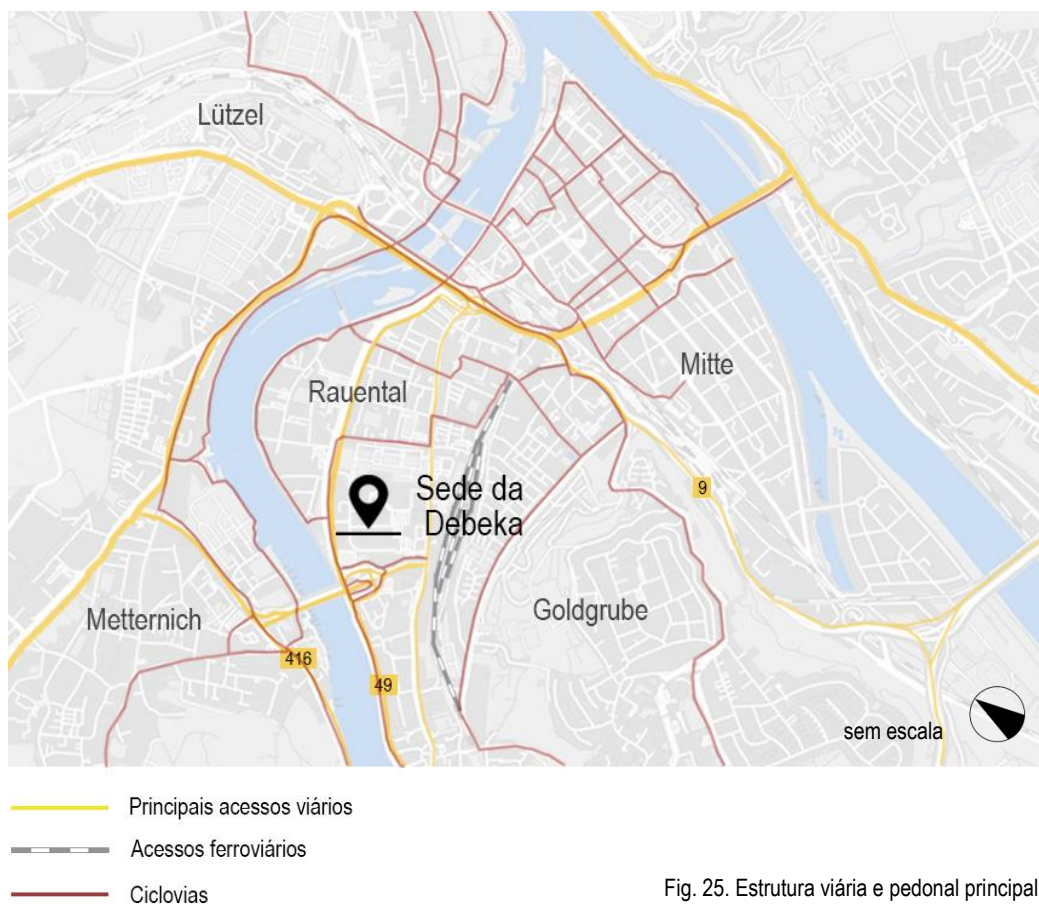 Lützel
Mitte
Rauental
Sede da
Debeka
9
Goldgrube
Metternich
416
49
sem escala
Principais acessos viários
Acessos ferroviários
Ciclovias
Fig. 25. Estrutura viária e pedonal principal